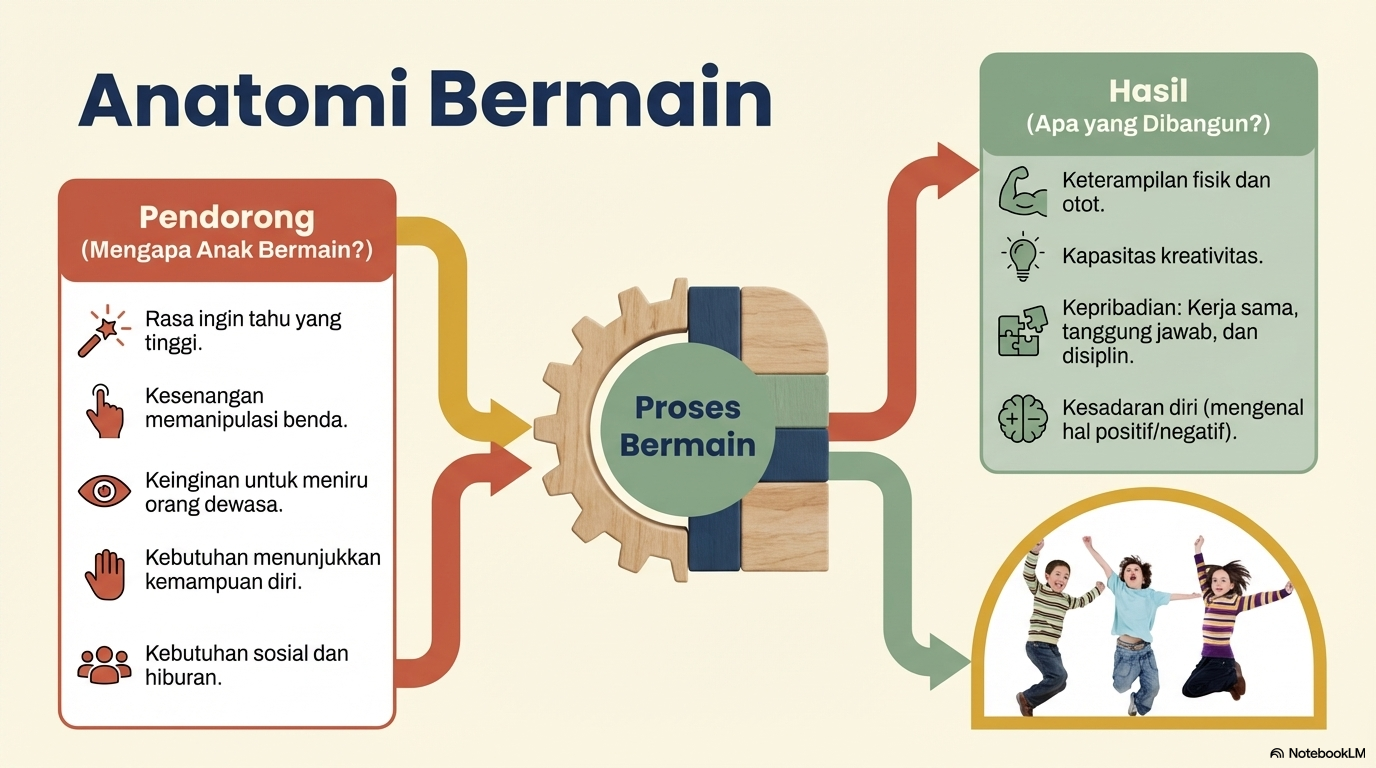 Anatomi Bermain
Pendorong
(Mengapa Anak Bermain?)
Rasa ingin tahu yang
tinggi.
Kesenangan
memanipulasi benda.
Keinginan untuk meniru
orang dewasa.
Kebutuhan menunjukkan
kemampuan diri.
Kebutuhan sosial dan
hiburan.
Proses
Bermain
Hasil
(Apa yang Dibangun?)
Keterampilan fisik dan
otot.
Kapasitas kreativitas.
Kepribadian: Kerja sama,
tanggung jawab, dan
disiplin.
Kesadaran diri (mengenal
hal positif/negatif).
NotebookLM